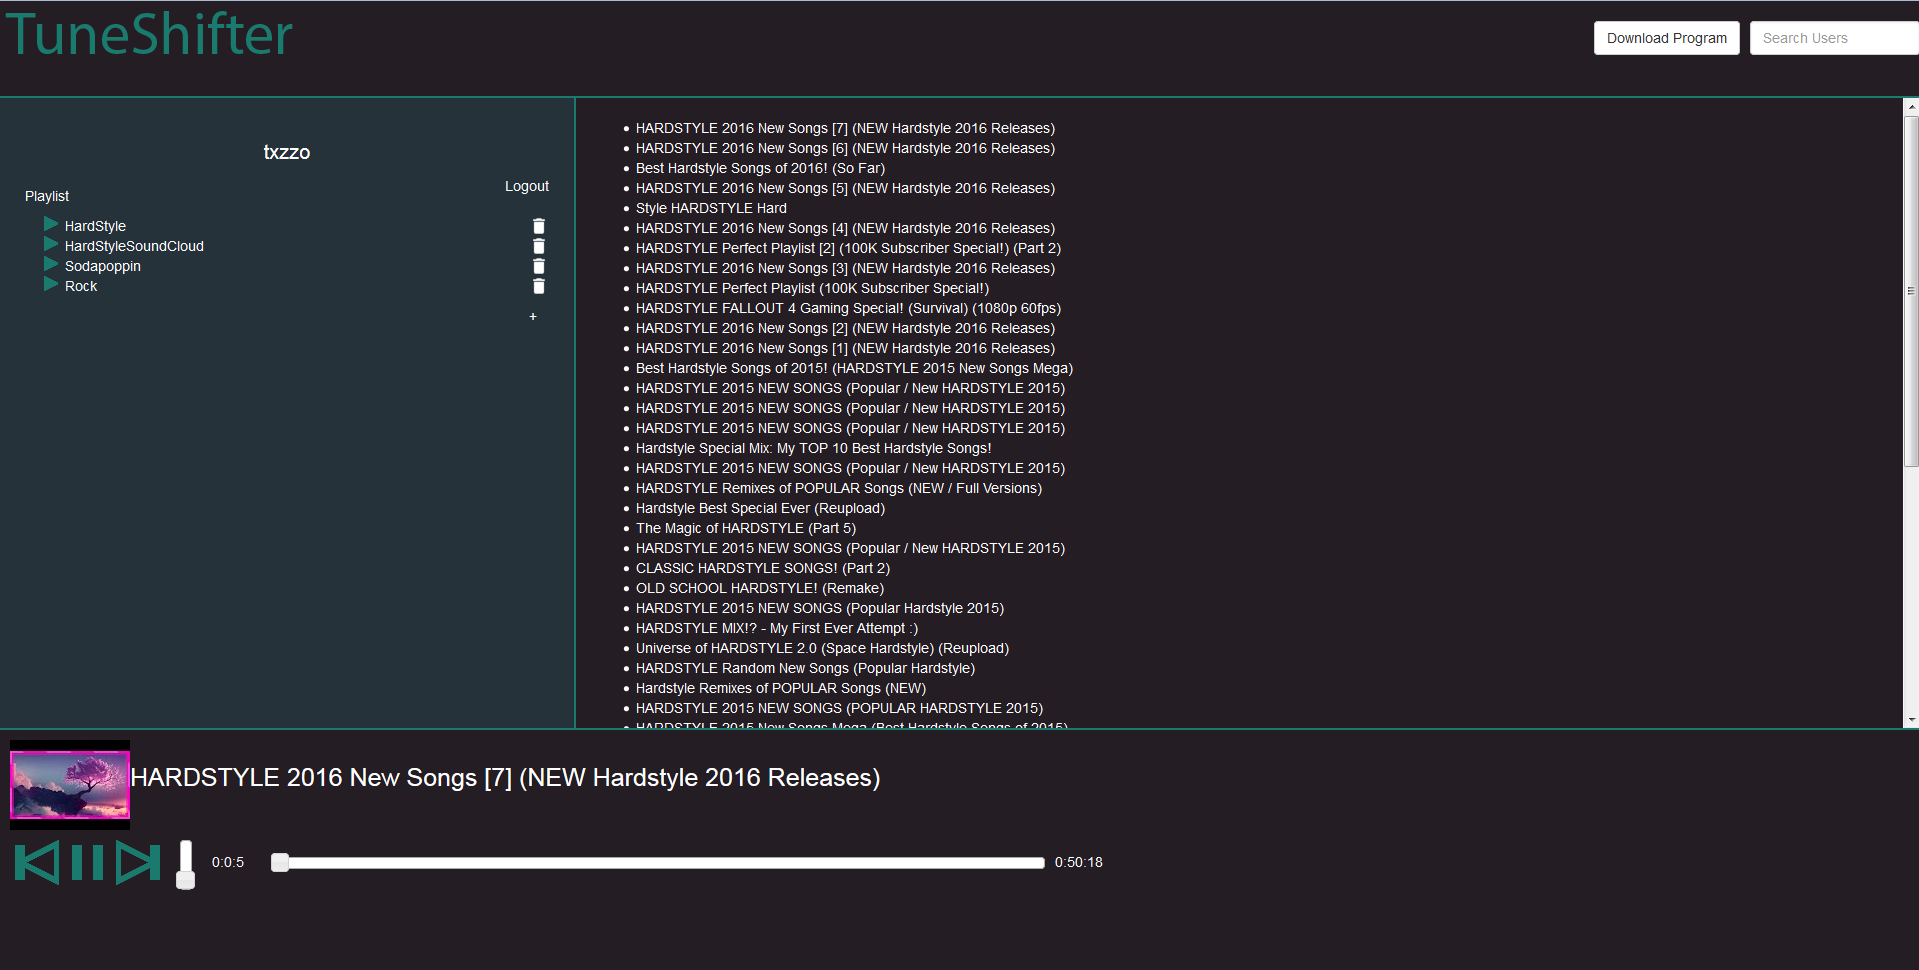 TuneShifter
Download Program
Search Users
txzzo
Logout
Playlist
HardStyle
HardStyleSoundCloud
Sodapoppin
Rock
+
HARDSTYLE 2016 New Songs [7] (NEW Hardstyle 2016 Releases)
HARDSTYLE 2016 New Songs [6] (NEW Hardstyle 2016 Releases)
Best Hardstyle Songs of 2016! (So Far)
HARDSTYLE 2016 New Songs [5] (NEW Hardstyle 2016 Releases)
Style HARDSTYLE Hard
HARDSTYLE 2016 New Songs [4] (NEW Hardstyle 2016 Releases)
HARDSTYLE Perfect Playlist [2] (100K Subscriber Special!) (Part 2)
HARDSTYLE 2016 New Songs [3] (NEW Hardstyle 2016 Releases)
HARDSTYLE Perfect Playlist (100K Subscriber Special!)
HARDSTYLE FALLOUT 4 Gaming Special! (Survival) (1080p 60fps)
HARDSTYLE 2016 New Songs [2] (NEW Hardstyle 2016 Releases)
HARDSTYLE 2016 New Songs [1] (NEW Hardstyle 2016 Releases)
Best Hardstyle Songs of 2015! (HARDSTYLE 2015 New Songs Mega)
HARDSTYLE 2015 NEW SONGS (Popular / New HARDSTYLE 2015)
HARDSTYLE 2015 NEW SONGS (Popular / New HARDSTYLE 2015)
HARDSTYLE 2015 NEW SONGS (Popular / New HARDSTYLE 2015)
Hardstyle Special Mix: My TOP 10 Best Hardstyle Songs!
HARDSTYLE 2015 NEW SONGS (Popular / New HARDSTYLE 2015)
HARDSTYLE Remixes of POPULAR Songs (NEW / Full Versions)
Hardstyle Best Special Ever (Reupload)
The Magic of HARDSTYLE (Part 5)
HARDSTYLE 2015 NEW SONGS (Popular / New HARDSTYLE 2015)
CLASSIC HARDSTYLE SONGS! (Part 2)
OLD SCHOOL HARDSTYLE! (Remake)
HARDSTYLE 2015 NEW SONGS (Popular Hardstyle 2015)
HARDSTYLE MIX!? - My First Ever Attempt :)
Universe of HARDSTYLE 2.0 (Space Hardstyle) (Reupload)
HARDSTYLE Random New Songs (Popular Hardstyle)
Hardstyle Remixes of POPULAR Songs (NEW)
HARDSTYLE 2015 NEW SONGS (POPULAR HARDSTYLE 2015)
HARDSTYLE 2015 New Songs Mega (Best Hardstyle Songs of 2015)
HARDSTYLE 2016 New Songs [7] (NEW Hardstyle 2016 Releases)
0:0:5
0:50:18